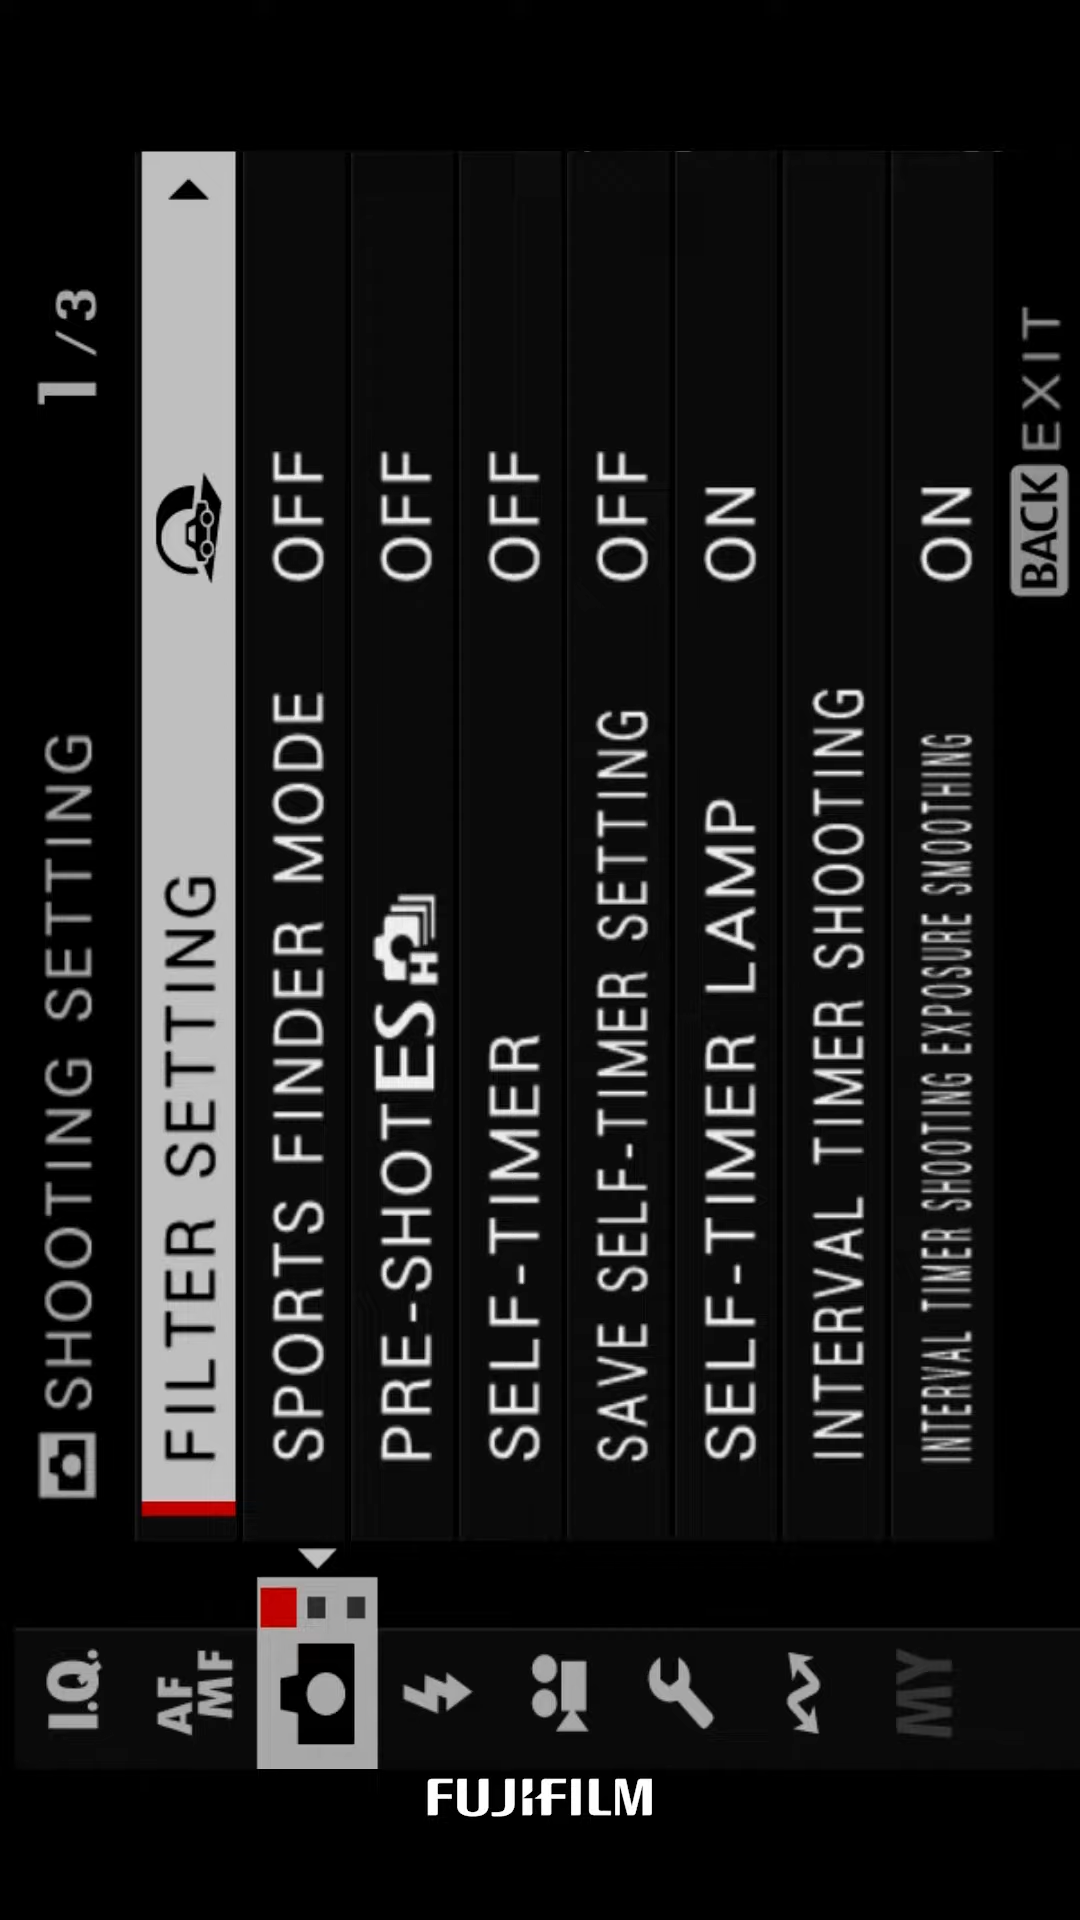 SHOOTING SETTING 1/3
FILTER SETTING
SPORTS FINDER MODE OFF
PRE-SHOT ES H OFF
SELF-TIMER OFF
SAVE SELF-TIMER SETTING OFF
SELF-TIMER LAMP ON
INTERVAL TIMER SHOOTING
INTERVAL TIMER SHOOTING EXPOSURE SMOOTHING ON
BACK EXIT
I.Q.
AF
MF
MY
FUJIFILM